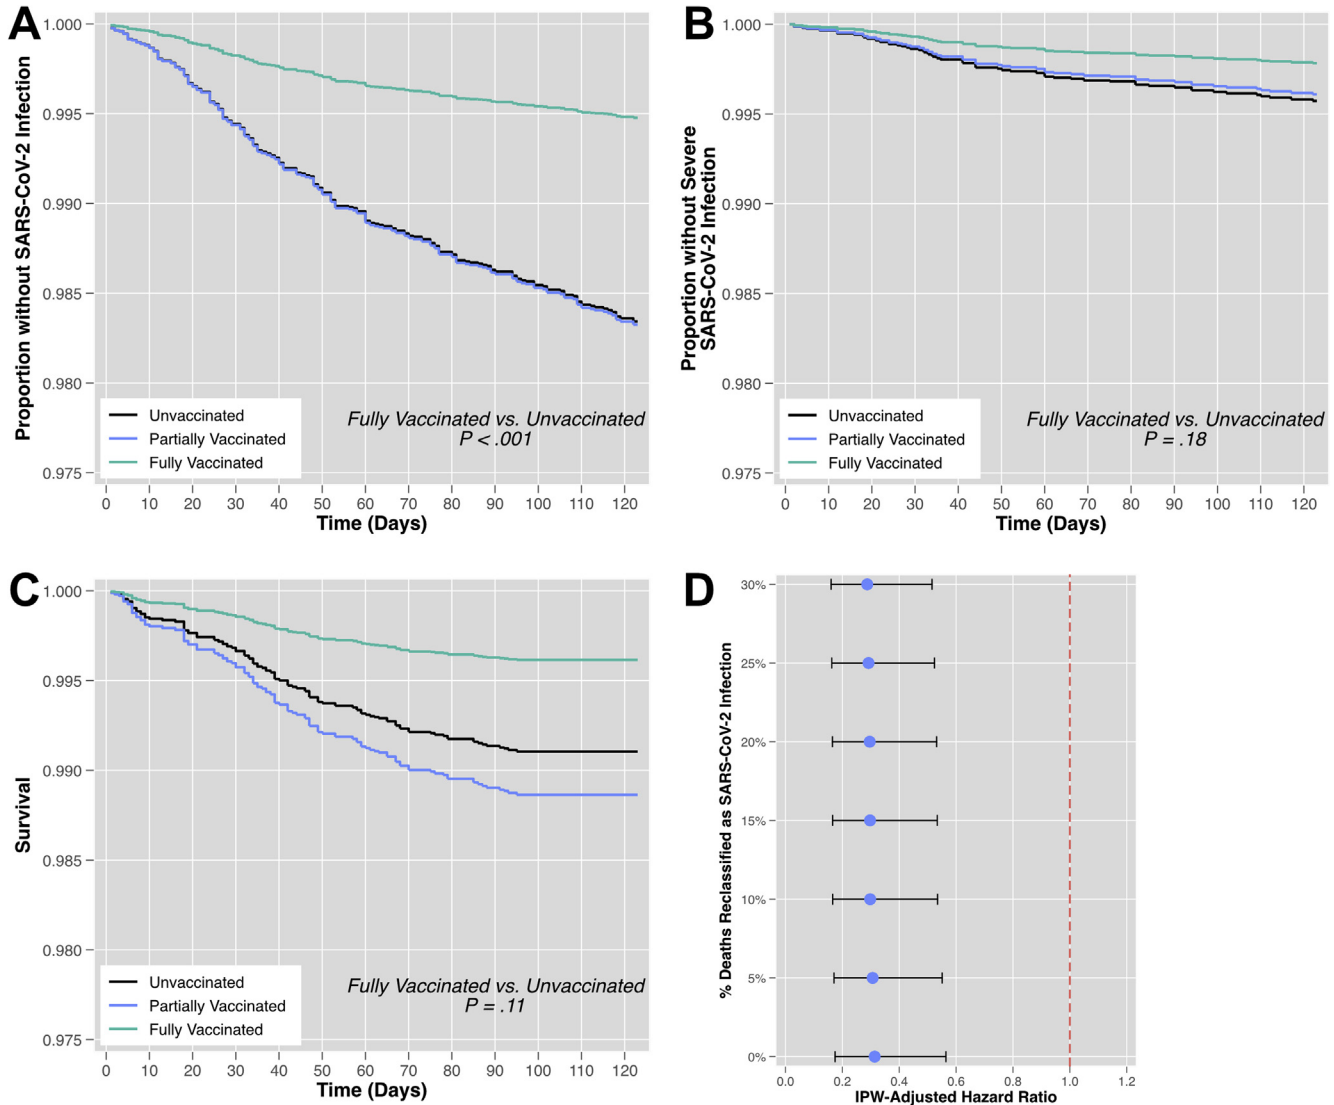 A
Proportion without SARS-CoV-2 Infection
1.000
0.995
0.990
0.985
0.980
0.975
Unvaccinated
Partially Vaccinated
Fully Vaccinated
Fully Vaccinated vs. Unvaccinated
P < .001
0 10 20 30 40 50 60 70 80 90 100 110 120
Time (Days)
B
Proportion without Severe
SARS-CoV-2 Infection
1.000
0.995
0.990
0.985
0.980
0.975
Unvaccinated
Partially Vaccinated
Fully Vaccinated
Fully Vaccinated vs. Unvaccinated
P = .18
0 10 20 30 40 50 60 70 80 90 100 110 120
Time (Days)
C
Survival
1.000
0.995
0.990
0.985
0.980
0.975
Unvaccinated
Partially Vaccinated
Fully Vaccinated
Fully Vaccinated vs. Unvaccinated
P = .11
0 10 20 30 40 50 60 70 80 90 100 110 120
Time (Days)
D
% Deaths Reclassified as SARS-CoV-2 Infection
30%
25%
20%
15%
10%
5%
0%
0.0 0.2 0.4 0.6 0.8 1.0 1.2
IPW-Adjusted Hazard Ratio